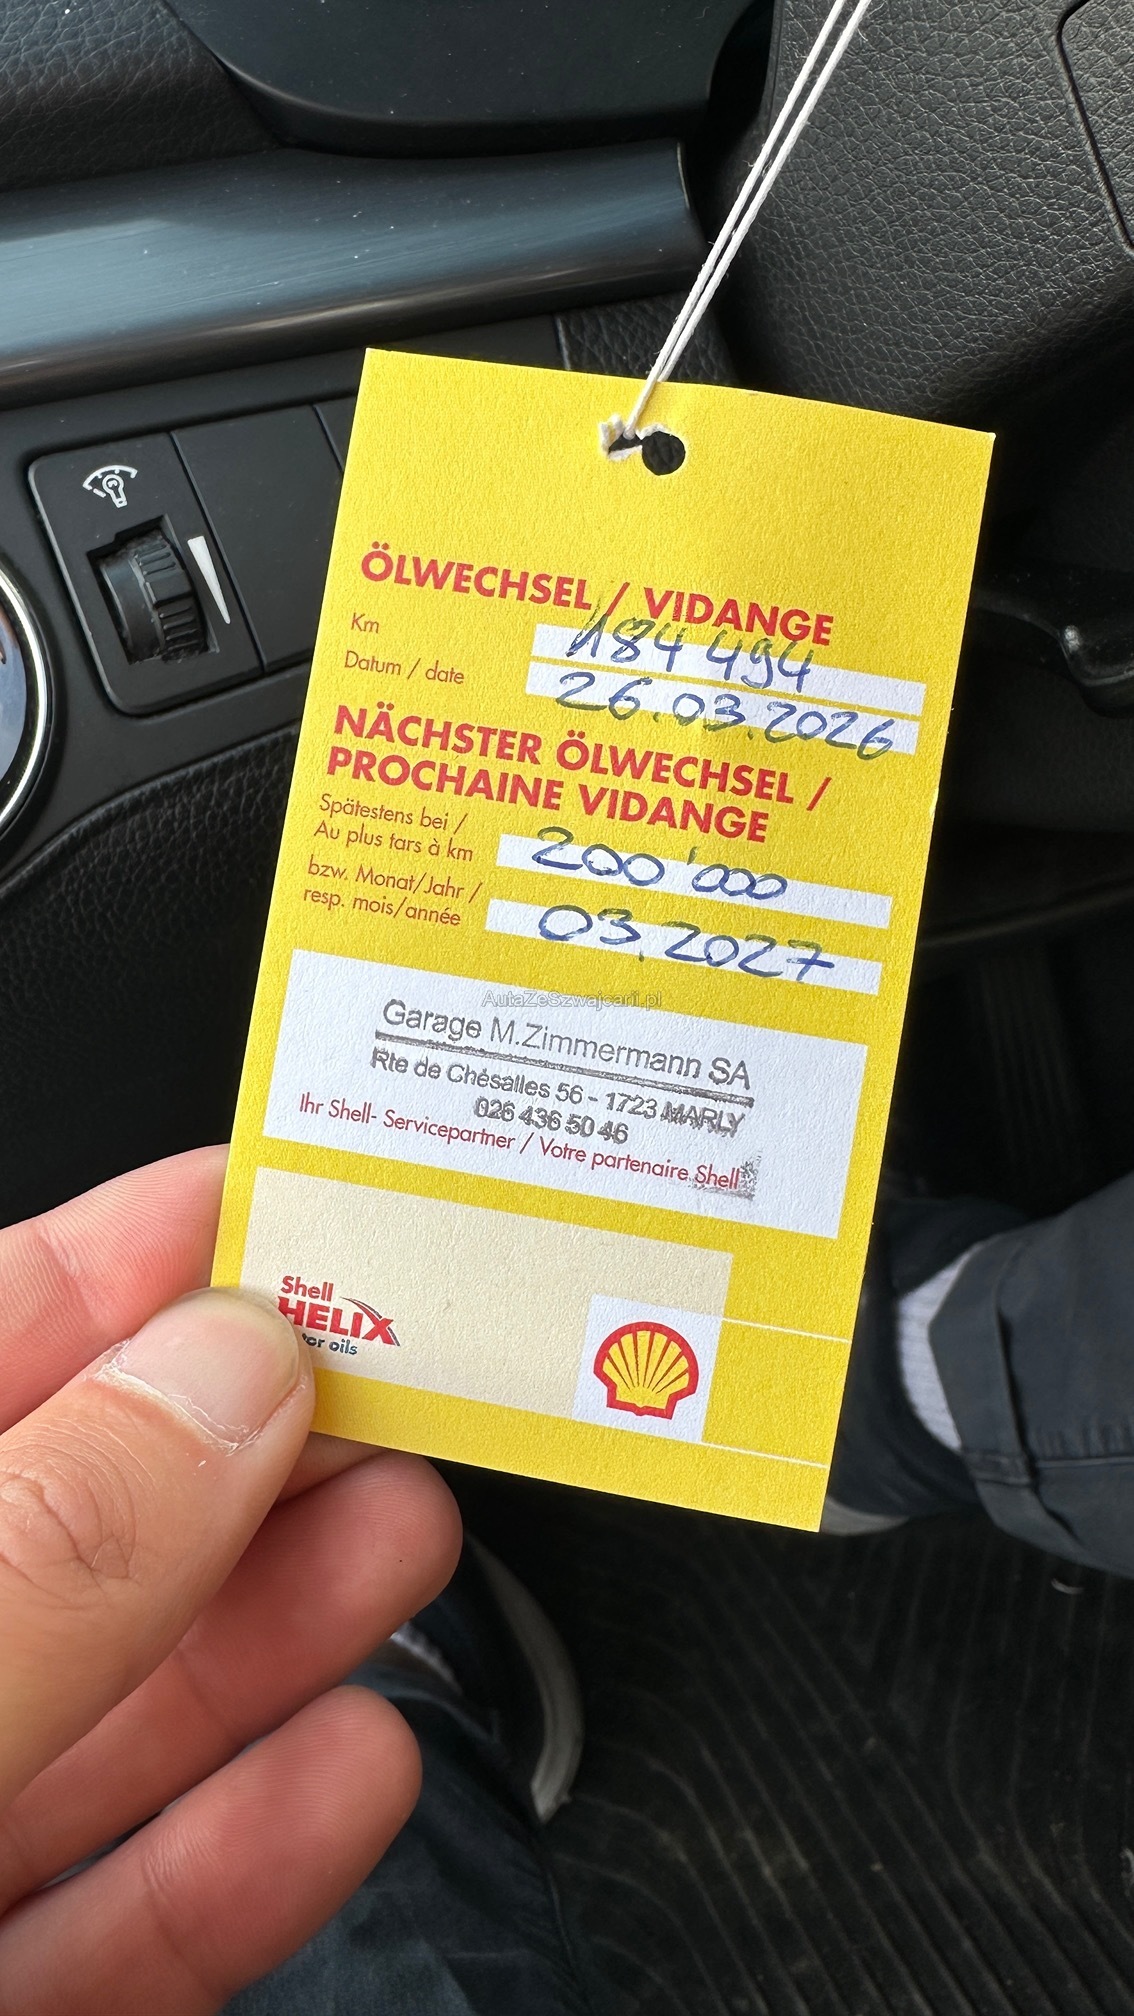 ÖLWECHSEL / VIDANGE
Km 184 494
Datum / date 26.03.2026
NÄCHSTER ÖLWECHSEL /
PROCHAINE VIDANGE
Spätestens bei /
Au plus tars à km 200'000
bzw. Monat/Jahr /
resp. mois/année 03.2027
AutaZeSzwajcarii.pl
Garage M.Zimmermann SA
Rte de Chésalles 56 - 1723 MARLY
026 436 50 46
Ihr Shell- Servicepartner / Votre partenaire Shell
Shell
HELIX
oils